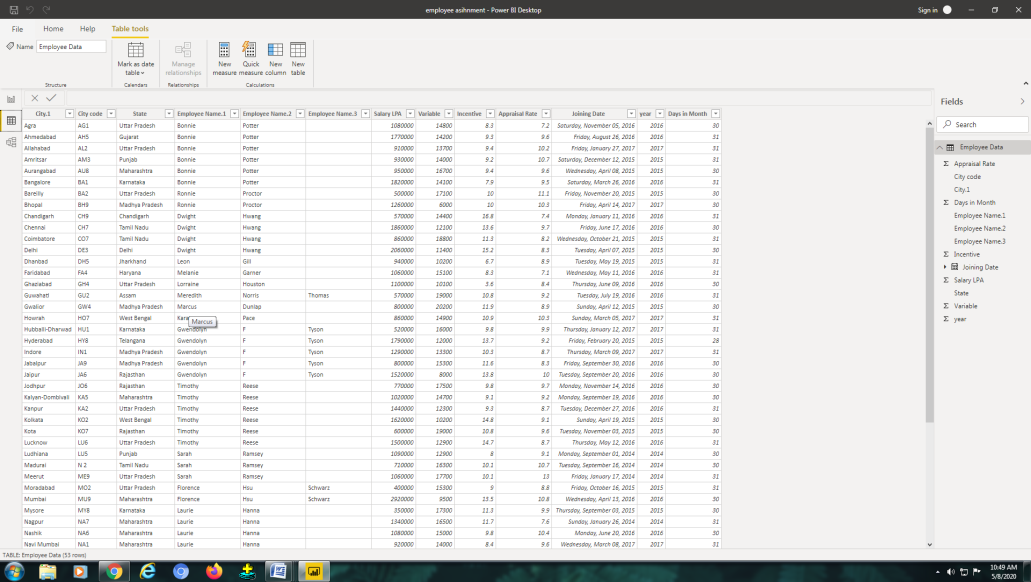 employee asihnment - Power BI Desktop
Sign in
File Home Help Table tools
Name Employee Data
Mark as date table
Manage relationships
New measure
Quick measure
New column
New table
Structure Calendars Relationships Calculations
City.1 City code State Employee Name.1 Employee Name.2 Employee Name.3 Salary LPA Variable Incentive Appraisal Rate Joining Date year Days in Month
Agra AG1 Uttar Pradesh Bonnie Potter 1080000 14800 8.3 7.2 Saturday, November 05, 2016 2016 30
Ahmadabad AH5 Gujarat Bonnie Potter 1770000 14200 9.3 9.6 Friday, August 26, 2016 2016 31
Allahabad AL2 Uttar Pradesh Bonnie Potter 910000 13700 9.4 10.2 Friday, January 27, 2017 2017 31
Amritsar AM3 Punjab Bonnie Potter 930000 14000 9.2 10.7 Saturday, December 12, 2015 2015 31
Aurangabad AU8 Maharashtra Bonnie Potter 950000 16700 9.4 9.6 Wednesday, April 08, 2015 2015 30
Bangalore BA1 Karnataka Bonnie Potter 1820000 14100 7.9 9.5 Saturday, March 26, 2016 2016 31
Bareilly BA2 Uttar Pradesh Ronnie Proctor 500000 17100 10 11.1 Friday, November 20, 2015 2015 30
Bhopal BH9 Madhya Pradesh Ronnie Proctor 1260000 6000 10 10.3 Friday, April 14, 2017 2017 30
Chandigarh CH9 Chandigarh Dwight Hwang 570000 14400 16.8 7.4 Monday, January 11, 2016 2016 31
Chennai CH7 Tamil Nadu Dwight Hwang 1860000 12100 13.6 9.7 Friday, June 17, 2016 2016 30
Coimbatore CO7 Tamil Nadu Dwight Hwang 860000 18800 11.3 8.2 Wednesday, October 21, 2015 2015 31
Delhi DE3 Delhi Dwight Hwang 2060000 11400 15.2 8.3 Tuesday, April 07, 2015 2015 30
Dhanbad DH5 Jharkhand Leon Gill 940000 10200 6.7 8.9 Tuesday, May 19, 2015 2015 31
Faridabad FA4 Haryana Melanie Garner 1060000 15100 8.3 7.1 Wednesday, May 11, 2016 2016 31
Ghadabad GH4 Uttar Pradesh Lorraine Houston 1100000 10100 5.6 8.4 Thursday, June 09, 2016 2016 30
Guwahati GU2 Assam Meredith Norris Thomas 570000 19000 10.8 9.2 Tuesday, July 19, 2016 2016 31
Gwalior GW4 Madhya Pradesh Marcus Dunlap 800000 20200 11.9 8.9 Sunday, April 12, 2015 2015 30
Howrah HO7 West Bengal Kara Pace 860000 14900 10.9 10.3 Sunday, March 05, 2017 2017 31
Marcus
Hubballi-Dharwad HU1 Karnataka Gwendolyn F Tyson 520000 16000 9.8 9.9 Thursday, January 12, 2017 2017 31
Hyderabad HY8 Telangana Gwendolyn F Tyson 1790000 12000 13.7 9.2 Friday, February 20, 2015 2015 28
Indore IN1 Madhya Pradesh Gwendolyn F Tyson 1290000 13300 10.3 8.7 Thursday, March 09, 2017 2017 31
Jabalpur JA9 Madhya Pradesh Gwendolyn F Tyson 800000 15300 11.6 8.3 Friday, September 30, 2016 2016 30
Jaipur JA6 Rajasthan Gwendolyn F Tyson 1520000 8000 13.8 10 Tuesday, September 20, 2016 2016 30
Jodhpur JO6 Rajasthan Timothy Reese 770000 17500 9.8 9.7 Monday, November 14, 2016 2016 30
Kalyan-Dombivali KA5 Maharashtra Timothy Reese 1020000 14700 9.1 9.2 Monday, September 19, 2016 2016 30
Kanpur KA2 Uttar Pradesh Timothy Reese 1440000 12300 9.3 8.7 Tuesday, December 27, 2016 2016 31
Kolkata KO2 West Bengal Timothy Reese 1620000 10200 14.8 9.1 Sunday, April 19, 2015 2015 30
Kota KO7 Rajasthan Timothy Reese 600000 19000 10.8 9.6 Tuesday, November 03, 2015 2015 30
Lucknow LU6 Uttar Pradesh Timothy Reese 1500000 12900 14.7 8.7 Thursday, May 12, 2016 2016 31
Ludhiana LU5 Punjab Sarah Ramsey 1090000 12900 8 9.1 Monday, September 01, 2014 2014 30
Madurai N 2 Tamil Nadu Sarah Ramsey 710000 16300 10.1 10.7 Tuesday, September 16, 2014 2014 30
Meerut ME9 Uttar Pradesh Sarah Ramsey 1060000 17700 10.1 13 Friday, January 31, 2014 2014 31
Moradabad MO2 Uttar Pradesh Florence Hsu Schwarz 400000 15300 9 8.8 Friday, October 16, 2015 2015 31
Mumbai MU9 Maharashtra Florence Hsu Schwarz 2920000 9500 13.5 10.8 Wednesday, April 13, 2016 2016 30
Mysore MY8 Karnataka Laurie Hanna 350000 17300 11.3 9.9 Thursday, September 03, 2015 2015 30
Nagpur NA7 Maharashtra Laurie Hanna 1340000 16500 11.7 7.6 Sunday, January 26, 2014 2014 31
Nashik NA6 Maharashtra Laurie Hanna 1080000 15000 9.8 10.4 Monday, June 20, 2016 2016 30
Navi Mumbai NA1 Maharashtra Laurie Hanna 920000 14000 8.4 9.6 Wednesday, March 08, 2017 2017 31
TABLE: Employee Data (53 rows)
Fields
Search
Employee Data
Appraisal Rate
City code
City.1
Days in Month
Employee Name.1
Employee Name.2
Employee Name.3
Incentive
Joining Date
Salary LPA
State
Variable
year
10:49 AM
5/8/2020